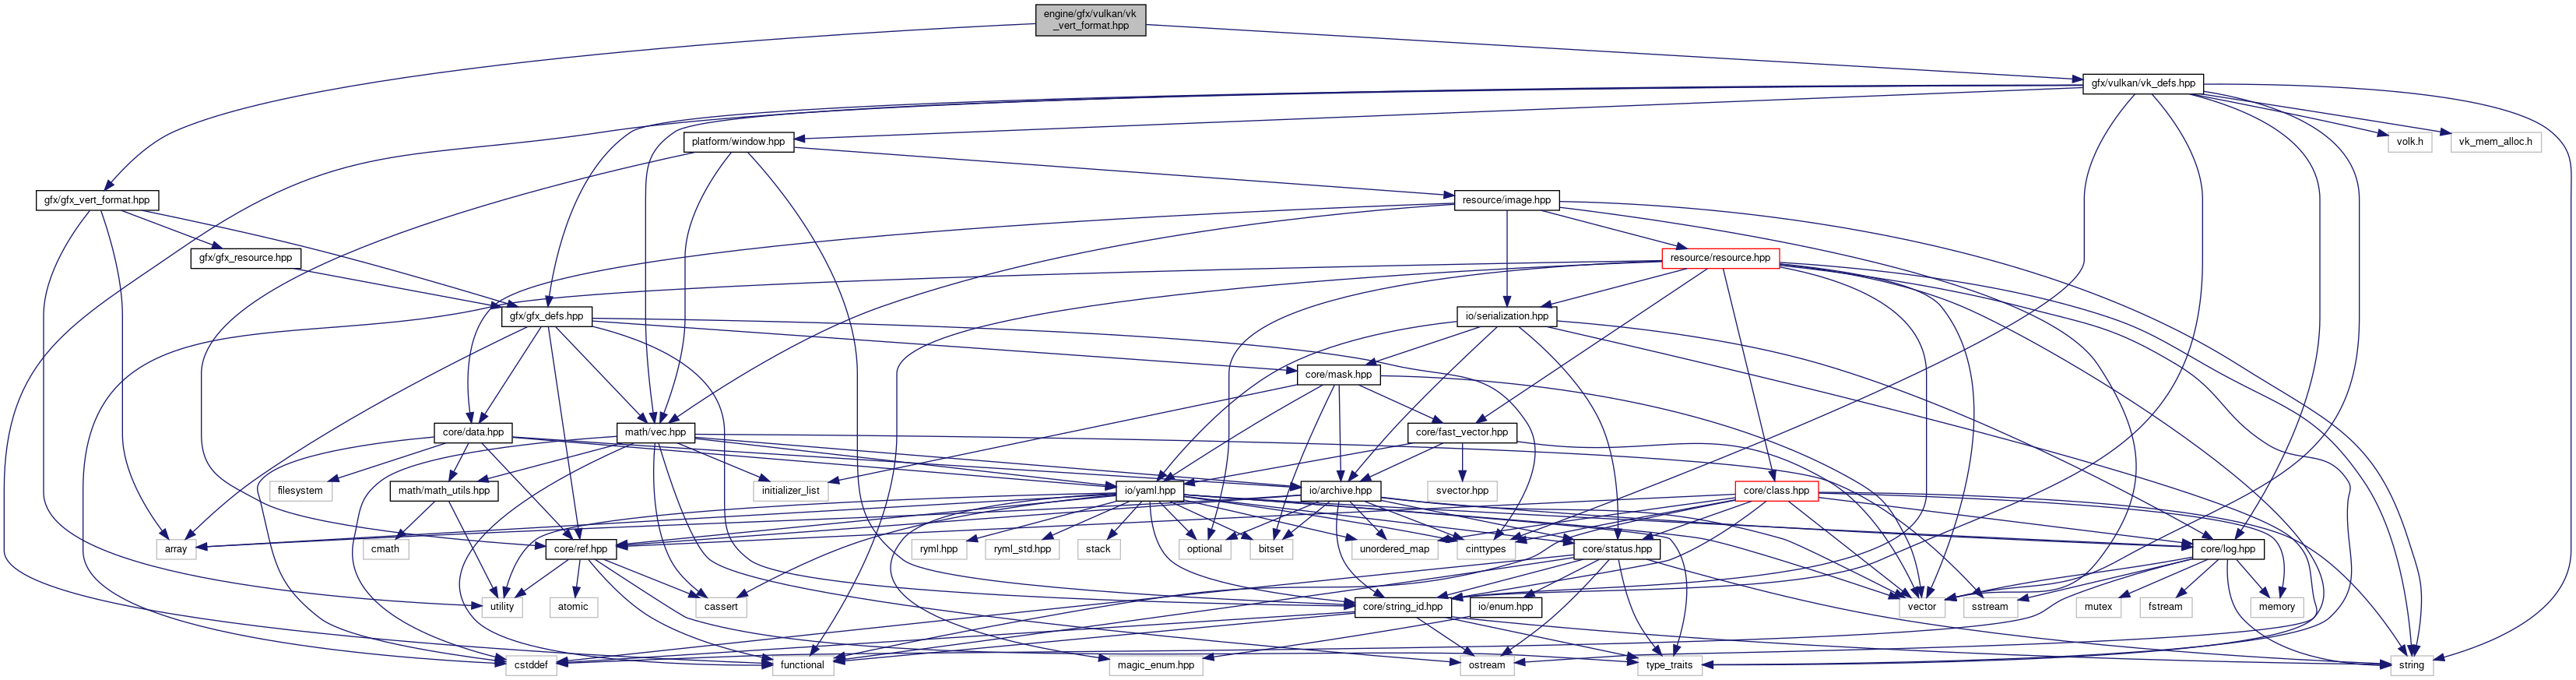 engine/gfx/vulkan/vk
_vert_format.hpp
gfx/vulkan/vk_defs.hpp
platform/window.hpp
volk.h
vk_mem_alloc.h
gfx/gfx_vert_format.hpp
resource/image.hpp
gfx/gfx_resource.hpp
resource/resource.hpp
gfx/gfx_defs.hpp
io/serialization.hpp
core/mask.hpp
core/data.hpp
math/vec.hpp
core/fast_vector.hpp
filesystem
math/math_utils.hpp
initializer_list
io/yaml.hpp
svector.hpp
io/archive.hpp
core/class.hpp
array
cmath
core/ref.hpp
ryml.hpp
ryml_std.hpp
stack
optional
bitset
unordered_map
cinttypes
core/status.hpp
core/log.hpp
utility
atomic
cassert
core/string_id.hpp
io/enum.hpp
vector
sstream
mutex
fstream
memory
cstddef
functional
magic_enum.hpp
ostream
type_traits
string